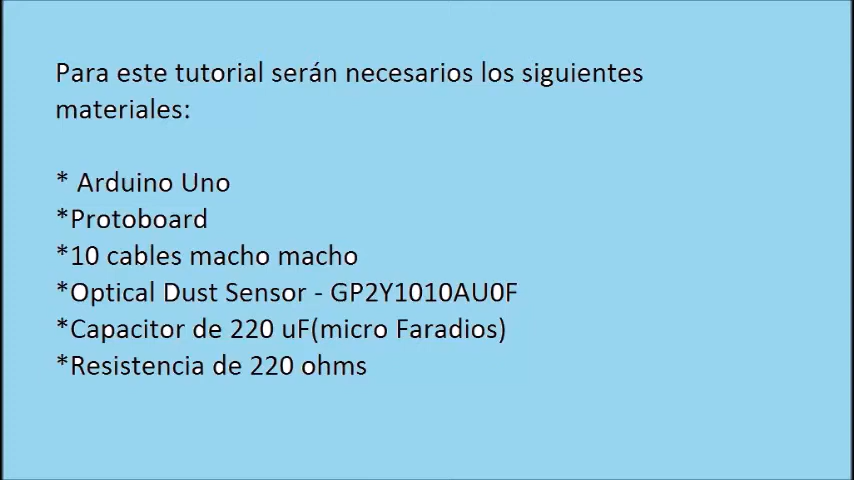 Para este tutorial serán necesarios los siguientes
materiales:
* Arduino Uno
*Protoboard
*10 cables macho macho
*Optical Dust Sensor - GP2Y1010AU0F
*Capacitor de 220 uF(micro Faradios)
*Resistencia de 220 ohms